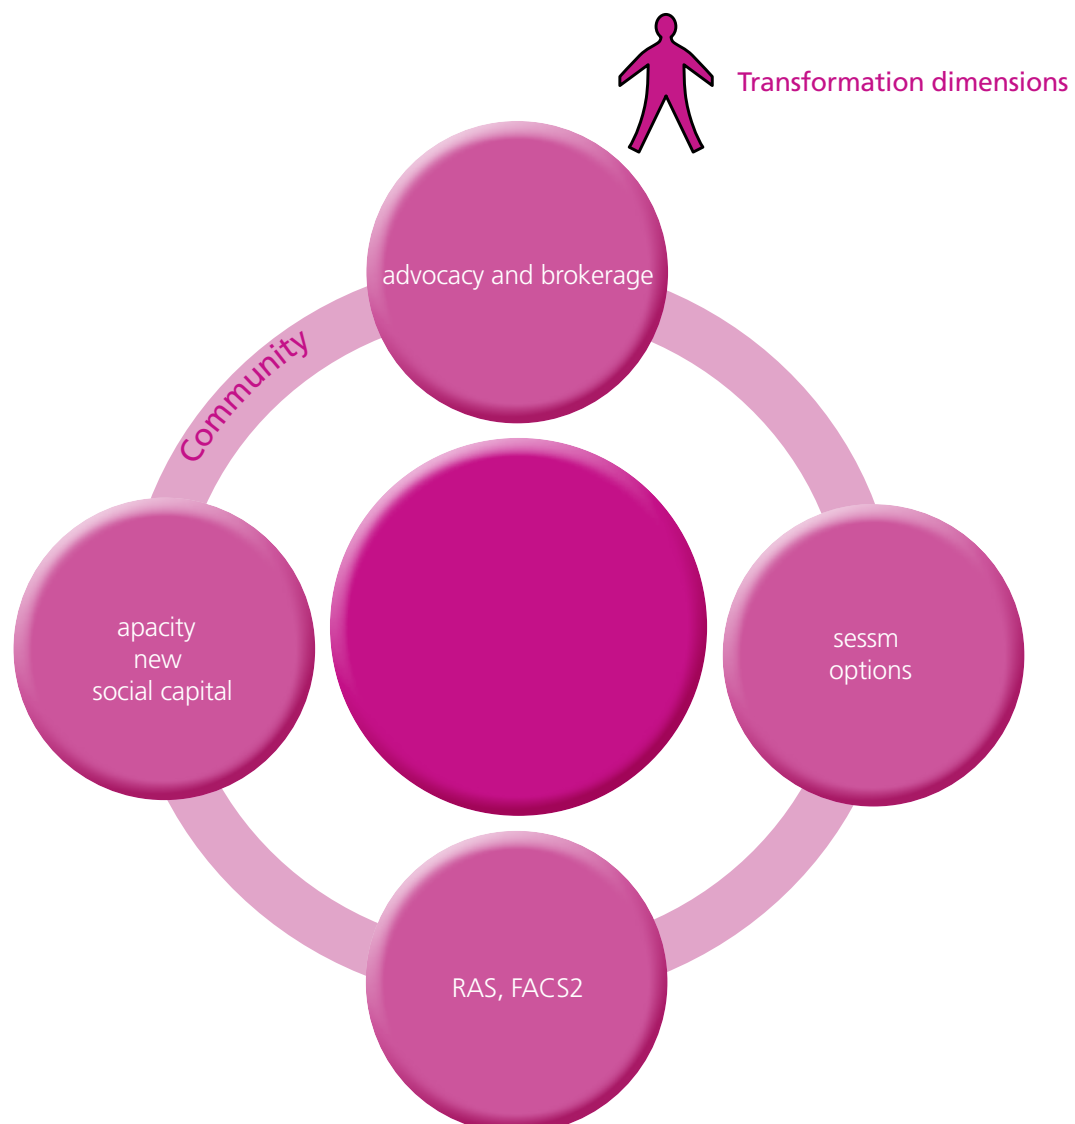 Transformation dimensions
advocacy and brokerage
Community
apacity
new
social capital
sessm
options
RAS, FACS2